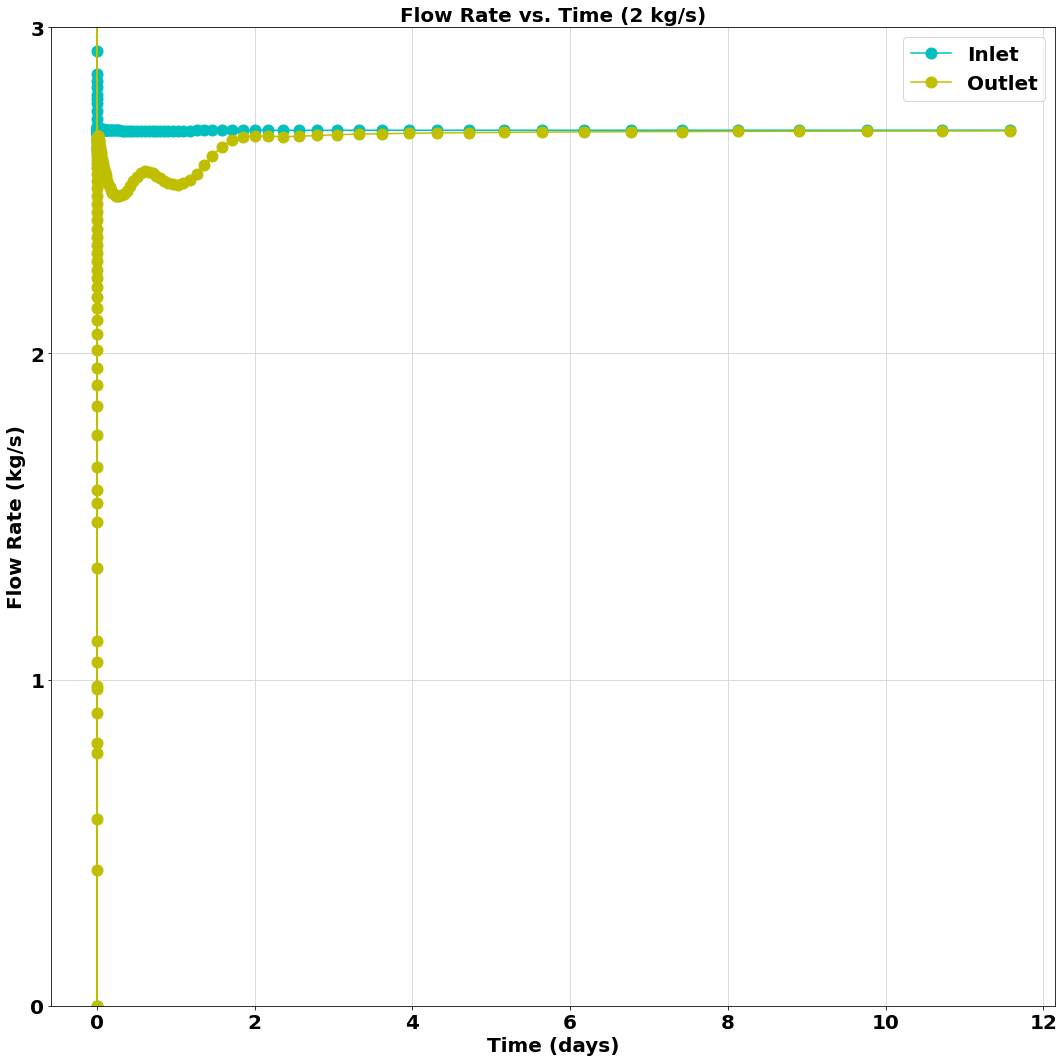 Flow Rate vs. Time (2 kg/s)
Inlet
Outlet
3
2
1
0
Flow Rate (kg/s)
0 2 4 6 8 10 12
Time (days)